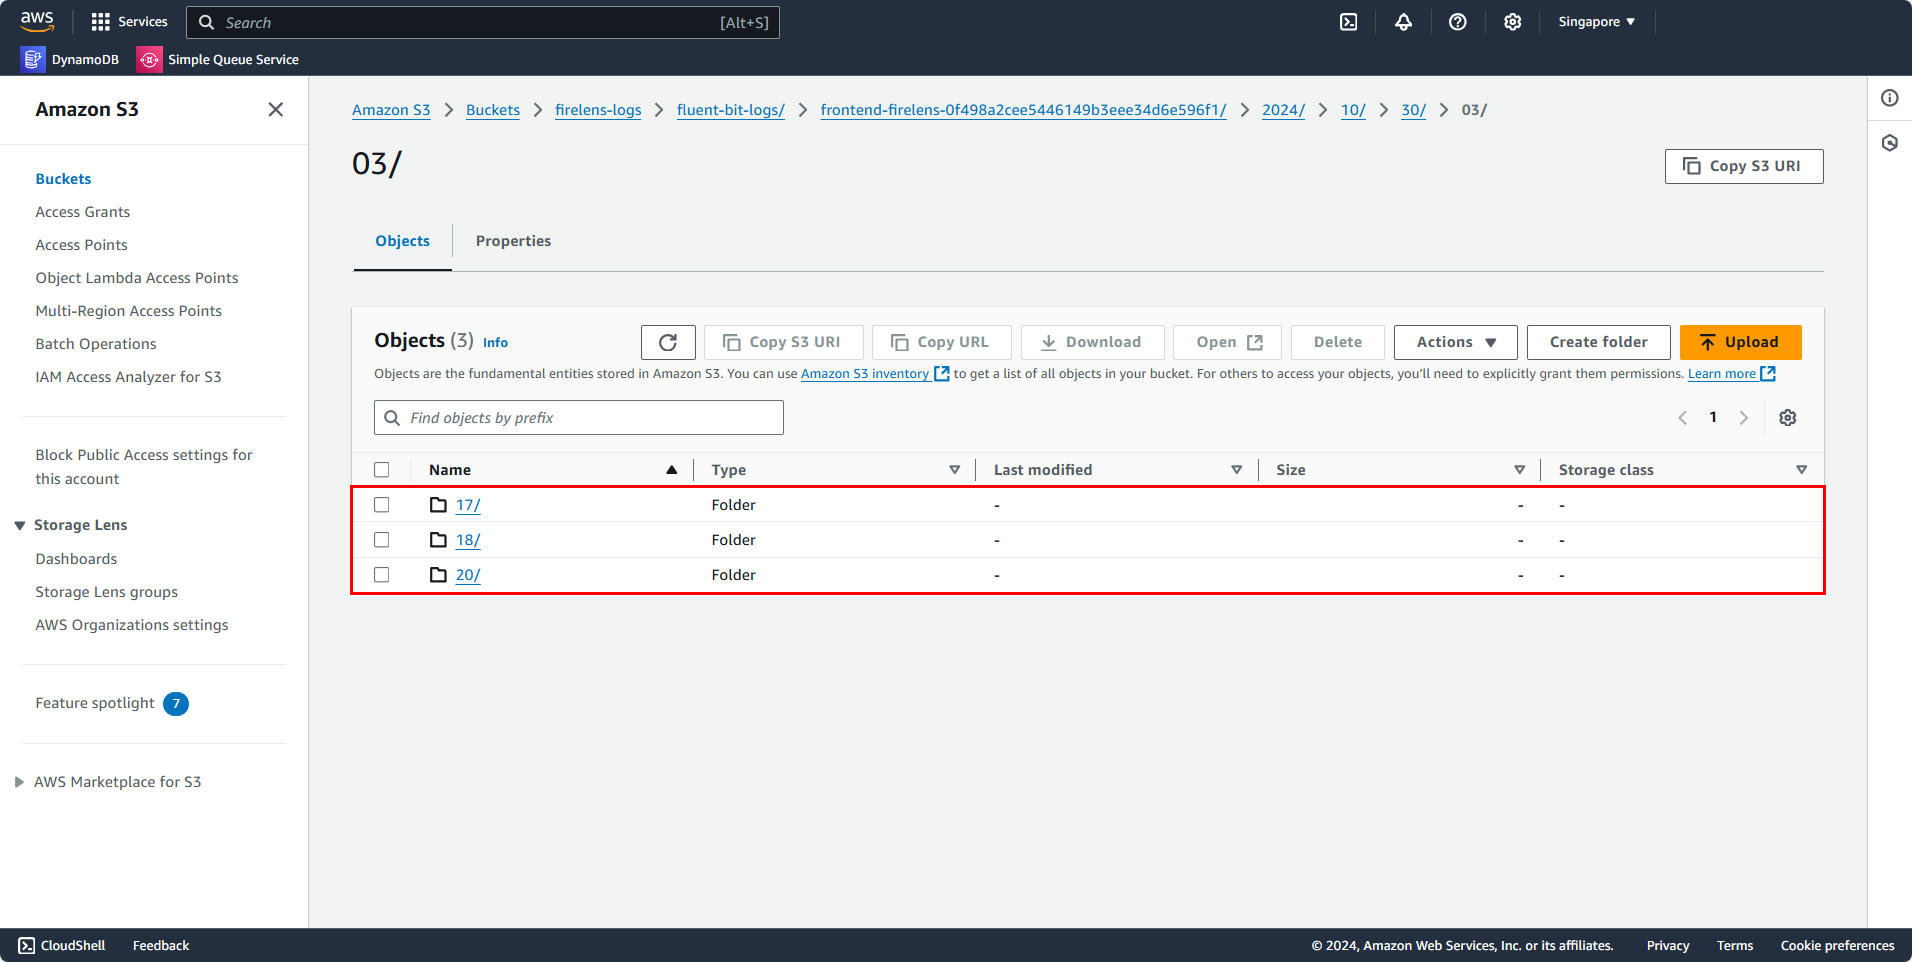 aws
Services
Search
[Alt+S]
Singapore
DynamoDB
Simple Queue Service
Amazon S3
Buckets
Access Grants
Access Points
Object Lambda Access Points
Multi-Region Access Points
Batch Operations
IAM Access Analyzer for S3
Block Public Access settings for
this account
Storage Lens
Dashboards
Storage Lens groups
AWS Organizations settings
Feature spotlight 7
AWS Marketplace for S3
Amazon S3 > Buckets > firelens-logs > fluent-bit-logs/ > frontend-firelens-0f498a2cee5446149b3eee34d6e596f1/ > 2024/ > 10/ > 30/ > 03/
03/
Copy S3 URI
Objects
Properties
Objects (3) Info
Copy S3 URI
Copy URL
Download
Open
Delete
Actions
Create folder
Upload
Objects are the fundamental entities stored in Amazon S3. You can use Amazon S3 inventory to get a list of all objects in your bucket. For others to access your objects, you'll need to explicitly grant them permissions. Learn more
Find objects by prefix
1
Name Type Last modified Size Storage class
17/ Folder - - -
18/ Folder - - -
20/ Folder - - -
CloudShell
Feedback
© 2024, Amazon Web Services, Inc. or its affiliates.
Privacy
Terms
Cookie preferences